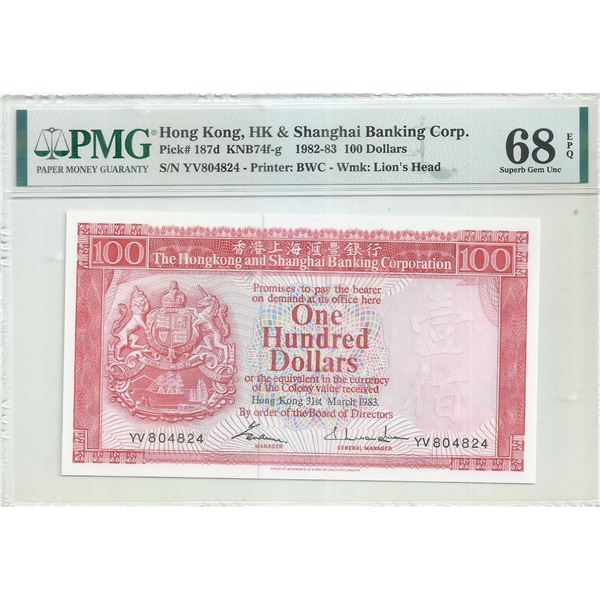 PMG
PAPER MONEY GUARANTY
Hong Kong, HK & Shanghai Banking Corp.
Pick# 187d KNB74f-g 1982-83 100 Dollars
S/N YV804824 - Printer: BWC - Wmk: Lion's Head
68 EPQ
Superb Gem Unc
100 100
香港上海滙豐銀行
The Hongkong and Shanghai Banking Corporation
Promises to pay the bearer
on demand at its office here
One
Hundred
Dollars
壹佰
or the equivalent in the currency
of the Colony value received
Hong Kong 31st March 1983.
By order of the Board of Directors
YV 804824 YV 804824
MANAGER GENERAL MANAGER